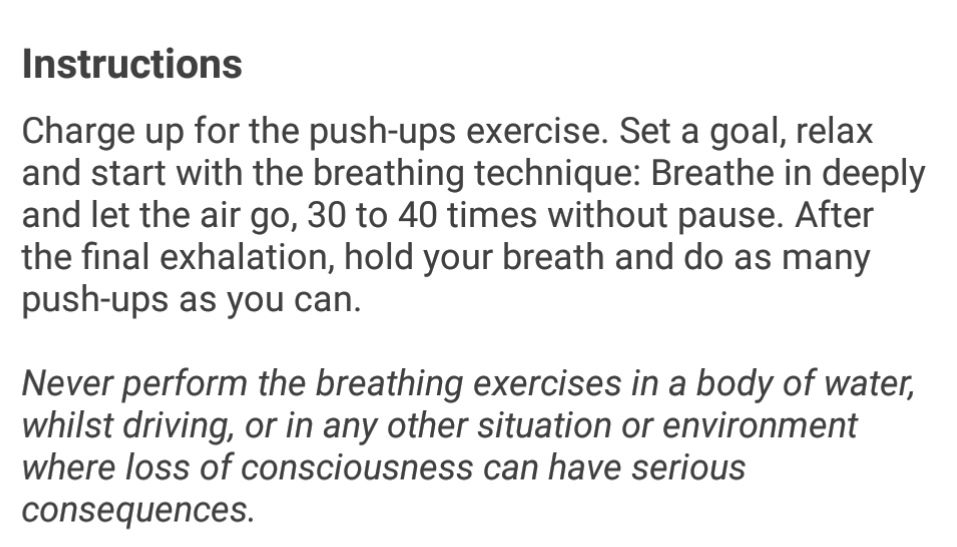 Instructions
Charge up for the push-ups exercise. Set a goal, relax
and start with the breathing technique: Breathe in deeply
and let the air go, 30 to 40 times without pause. After
the final exhalation, hold your breath and do as many
push-ups as you can.
Never perform the breathing exercises in a body of water,
whilst driving, or in any other situation or environment
where loss of consciousness can have serious
consequences.